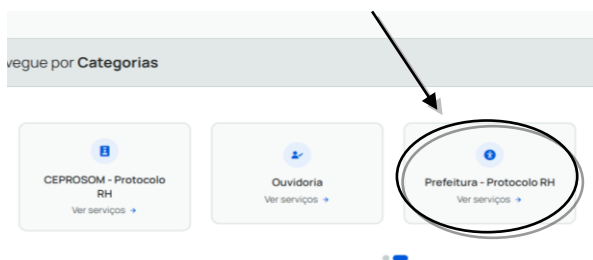 vegue por Categorias
CEPROSOM - Protocolo
RH
Ver serviços →
Ouvidoria
Ver serviços →
Prefeitura - Protocolo RH
Ver serviços →